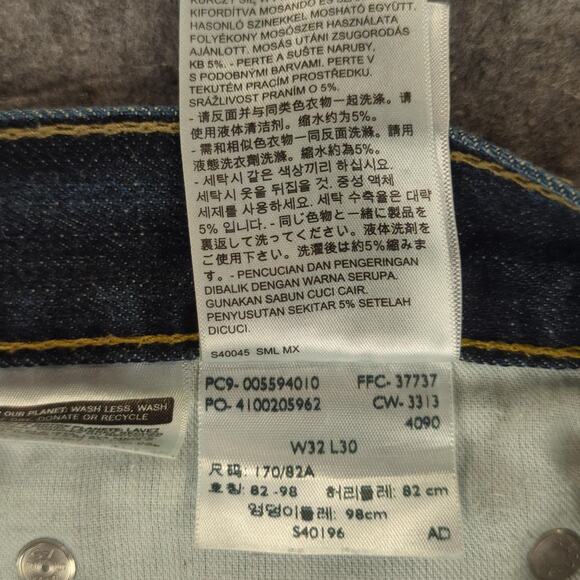 KIFORDÍTVA MOSANDÓ ÉS
HASONLÓ SZINEKKEL MOSHATÓ EGYÜTT.
FOLYÉKONY MOSÓSZER HASZNÁLATA
AJÁNLOTT. MOSÁS UTÁNI ZSUGORODÁS
KB 5%. - PERTE A SUŠTE NARUBY,
S PODOBNÝMI BARVAMI. PERTE V
TEKUTÉM PRACÍM PROSTŘEDKU.
SRÁŽLIVOST PRANÍM O 5%.
- 请反面并与同类色衣物一起洗涤。请
使用液体清洁剂。缩水约为5%。
- 需和相似色衣物一同反面洗滌。請用
液態洗衣劑洗滌。縮水約為5%。
- 세탁시 같은 색상끼리 하십시요.
세탁시 옷을 뒤집을 것. 중성 액체
세제를 사용하세요. 세탁 수축율은 대략
5% 입니다. - 同じ色物と一緒に製品を
裏返して洗ってください。液体洗剤を
ご使用下さい。洗濯後は約5%縮みま
す。- PENCUCIAN DAN PENGERINGAN
DIBALIK DENGAN WARNA SERUPA.
GUNAKAN SABUN CUCI CAIR.
PENYUSUTAN SEKITAR 5% SETELAH
DICUCI.
S40045 SML MX
PC9- 005594010 FFC- 37737
PO- 4100205962 CW- 3313
4090
W32 L30
尺码: 170/82A
호칭: 82 -98 허리둘레: 82 cm
엉덩이둘레: 98cm
S40196 AD
OUR PLANET: WASH LESS, WASH
DONATE OR RECYCLE